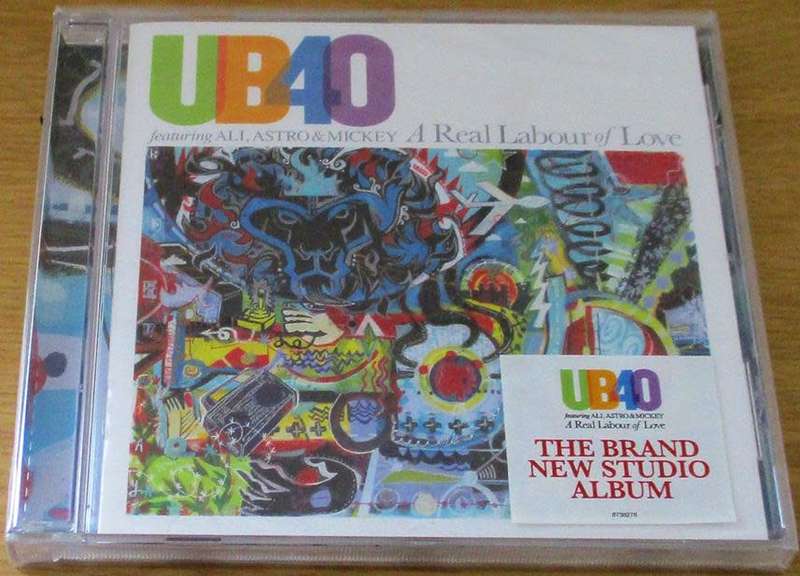 UB40
featuring ALI, ASTRO & MICKEY A Real Labour of Love
UB40
featuring ALI, ASTRO & MICKEY
A Real Labour of Love
THE BRAND
NEW STUDIO
ALBUM